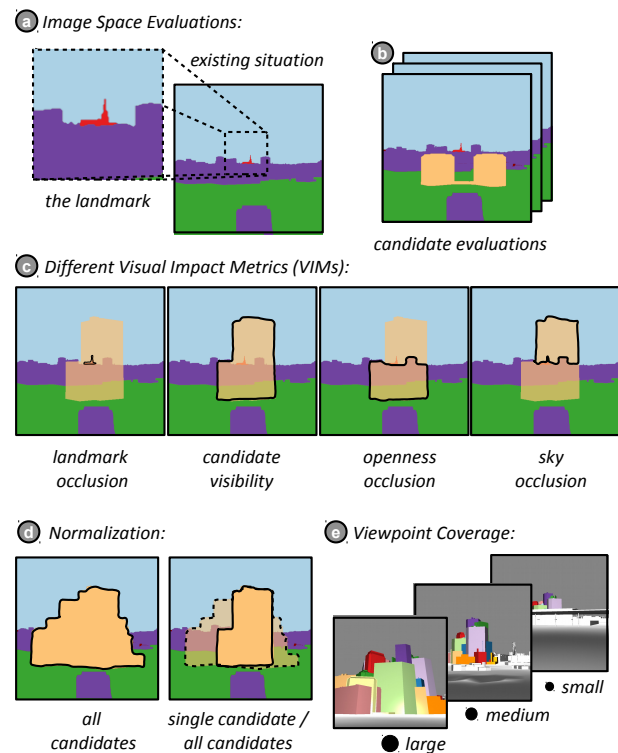 a Image Space Evaluations:
existing situation
b
the landmark
candidate evaluations
c Different Visual Impact Metrics (VIMs):
landmark
occlusion
candidate
visibility
openness
occlusion
sky
occlusion
d Normalization:
e Viewpoint Coverage:
all
candidates
single candidate /
all candidates
small
medium
large